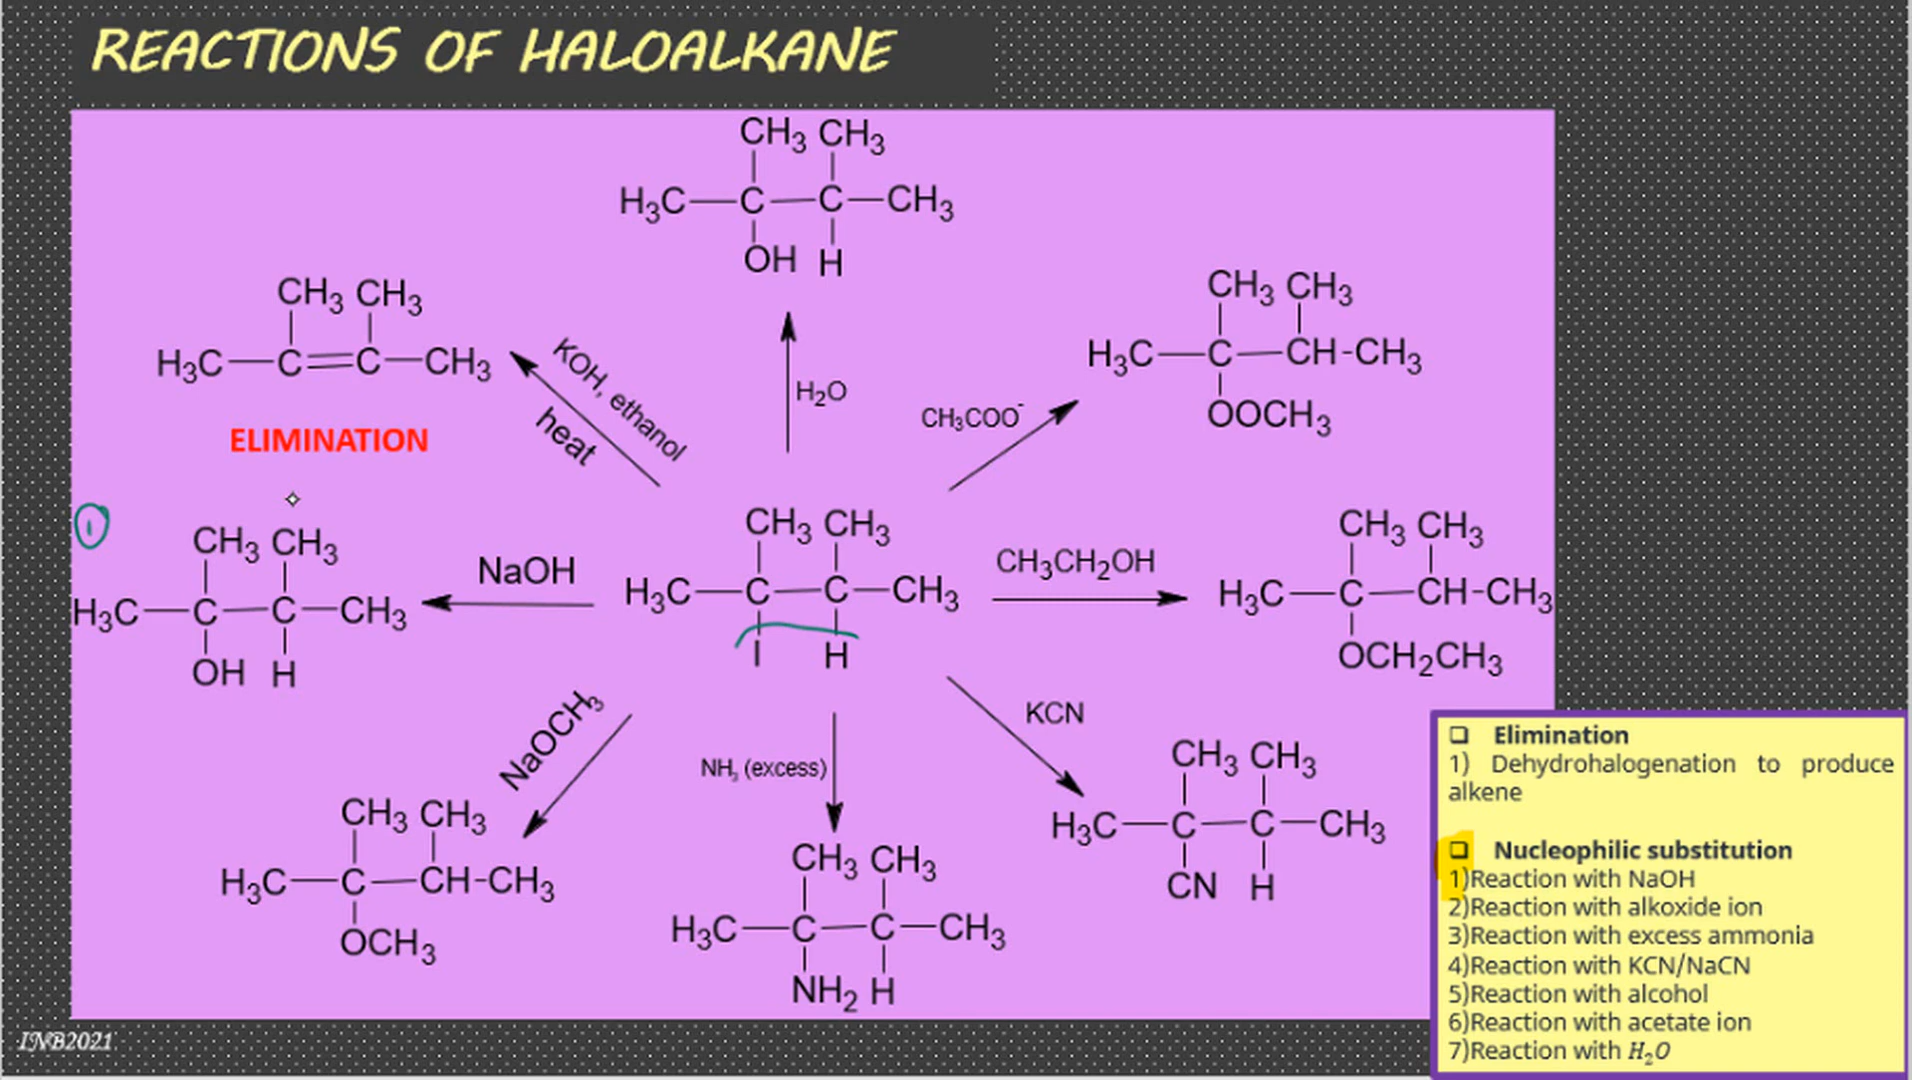 REACTIONS OF HALOALKANE
CH₃ CH₃
H₃C—C—C—CH₃
OH H
CH₃ CH₃
H₃C—C=C—CH₃
ELIMINATION
KOH, ethanol
heat
H₂O
CH₃COO⁻
CH₃ CH₃
H₃C—C—CH-CH₃
OOCH₃
1
CH₃ CH₃
H₃C—C—C—CH₃
OH H
NaOH
CH₃ CH₃
H₃C—C—C—CH₃
I H
CH₃CH₂OH
CH₃ CH₃
H₃C—C—CH-CH₃
OCH₂CH₃
NaOCH₃
NH₃ (excess)
KCN
CH₃ CH₃
H₃C—C—CH-CH₃
OCH₃
CH₃ CH₃
H₃C—C—C—CH₃
NH₂ H
CH₃ CH₃
H₃C—C—C—CH₃
CN H
❑ Elimination
1) Dehydrohalogenation to produce
alkene
❑ Nucleophilic substitution
1)Reaction with NaOH
2)Reaction with alkoxide ion
3)Reaction with excess ammonia
4)Reaction with KCN/NaCN
5)Reaction with alcohol
6)Reaction with acetate ion
7)Reaction with H₂O
INB2021